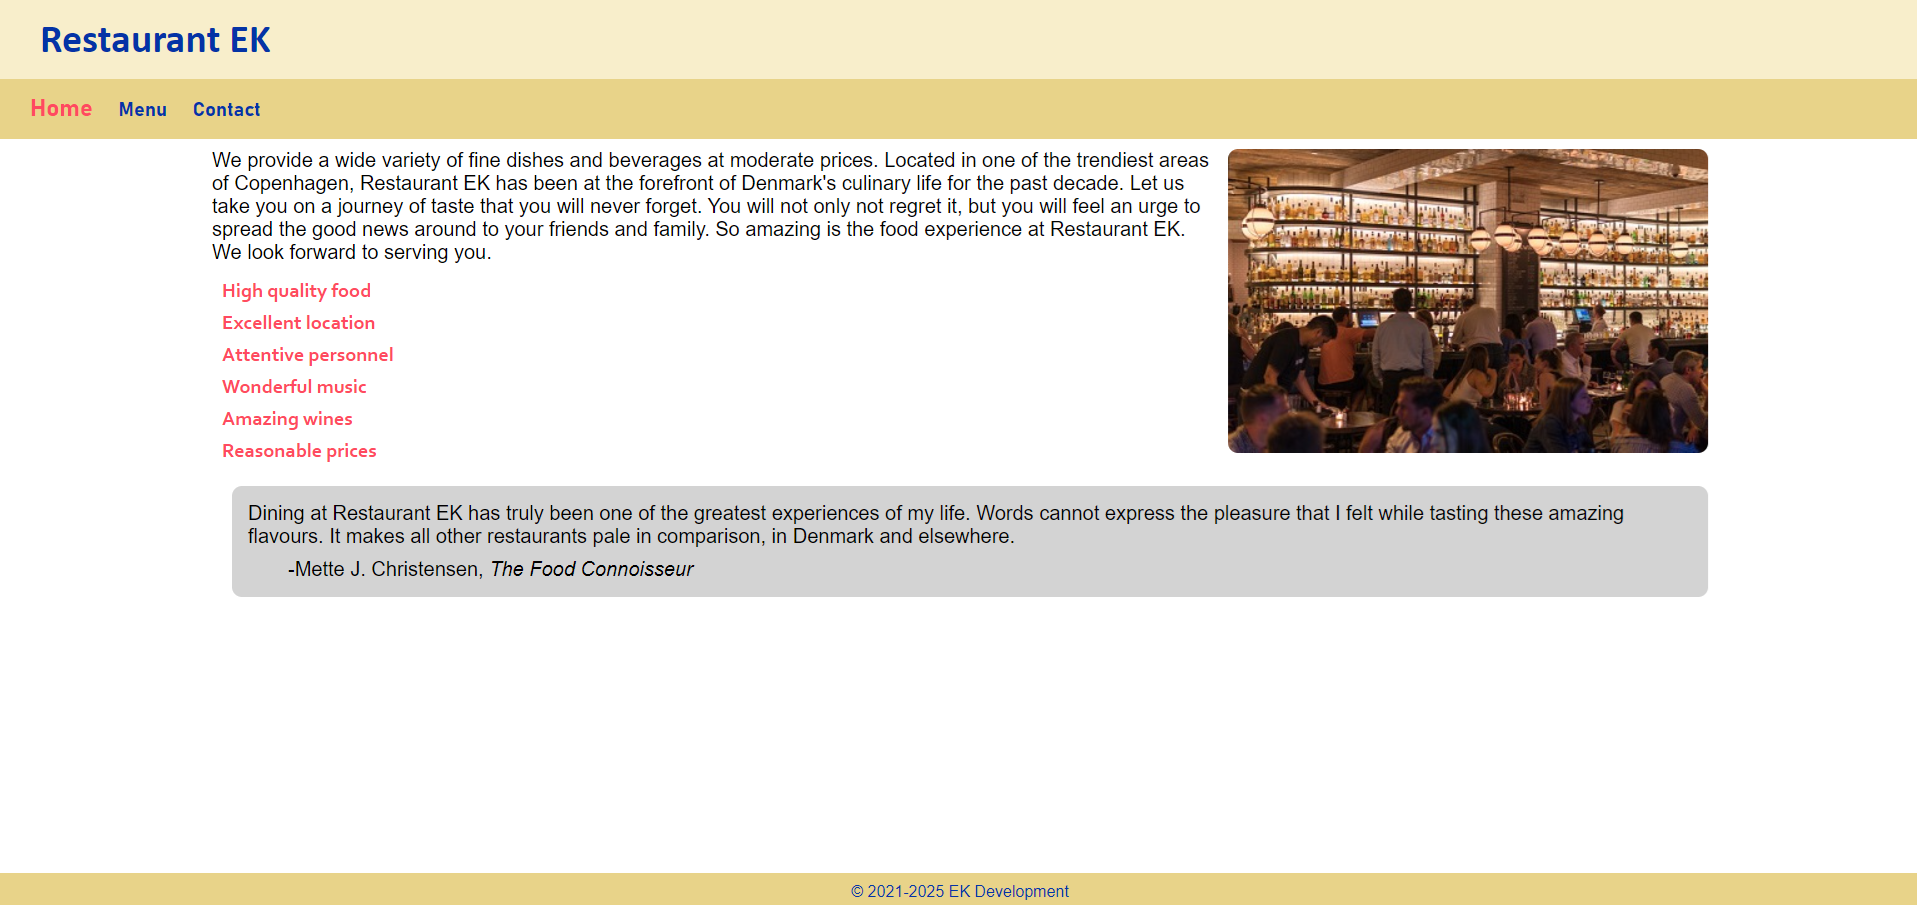 Restaurant EK
Home Menu Contact
We provide a wide variety of fine dishes and beverages at moderate prices. Located in one of the trendiest areas
of Copenhagen, Restaurant EK has been at the forefront of Denmark's culinary life for the past decade. Let us
take you on a journey of taste that you will never forget. You will not only not regret it, but you will feel an urge to
spread the good news around to your friends and family. So amazing is the food experience at Restaurant EK.
We look forward to serving you.
High quality food
Excellent location
Attentive personnel
Wonderful music
Amazing wines
Reasonable prices
Dining at Restaurant EK has truly been one of the greatest experiences of my life. Words cannot express the pleasure that I felt while tasting these amazing
flavours. It makes all other restaurants pale in comparison, in Denmark and elsewhere.
-Mette J. Christensen, The Food Connoisseur
© 2021-2025 EK Development